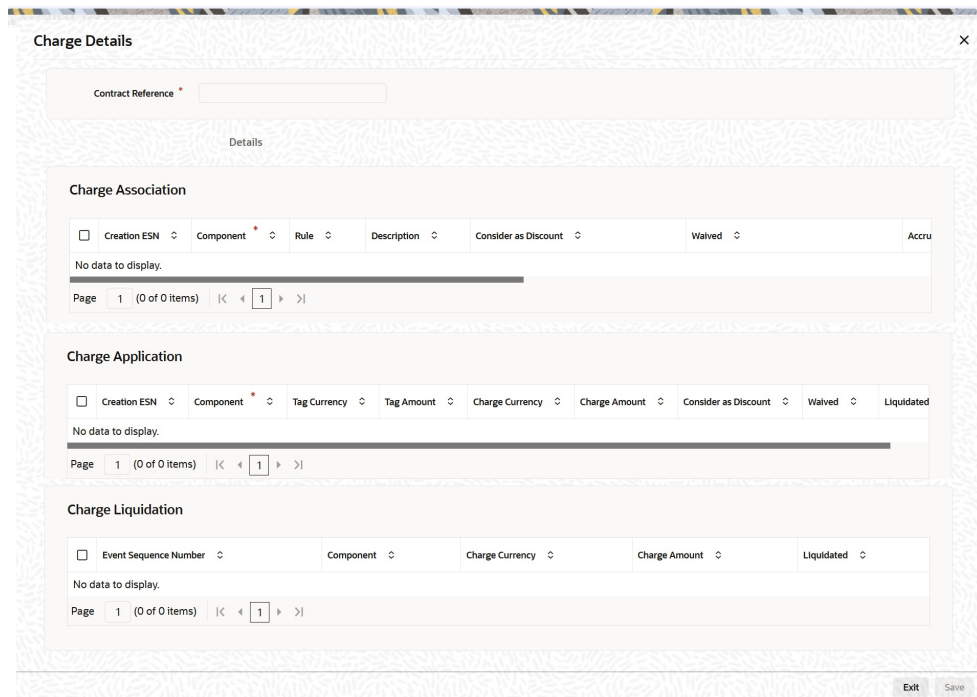 Charge Details
Contract Reference *
Details
Charge Association
Creation ESN Component * Rule Description Consider as Discount Waived Accru
No data to display.
Page 1 (0 of 0 items) 1
Charge Application
Creation ESN Component * Tag Currency Tag Amount Charge Currency Charge Amount Consider as Discount Waived Liquidated
No data to display.
Page 1 (0 of 0 items) 1
Charge Liquidation
Event Sequence Number Component Charge Currency Charge Amount Liquidated
No data to display.
Page 1 (0 of 0 items) 1
Exit Save